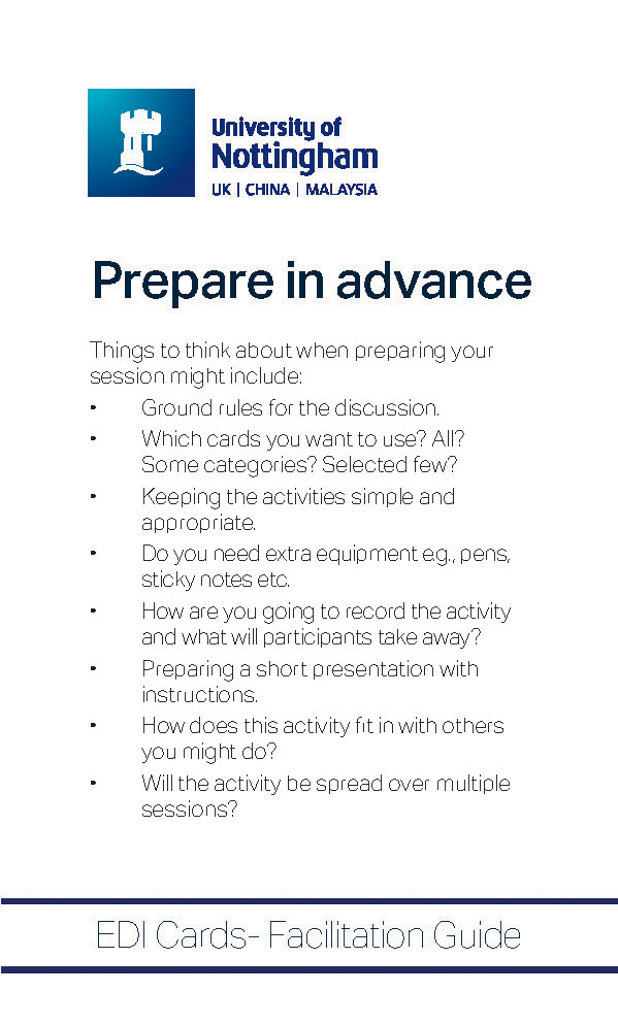 University of
Nottingham
UK | CHINA | MALAYSIA
Prepare in advance
Things to think about when preparing your
session might include:
• Ground rules for the discussion.
• Which cards you want to use? All?
Some categories? Selected few?
• Keeping the activities simple and
appropriate.
• Do you need extra equipment e.g., pens,
sticky notes etc.
• How are you going to record the activity
and what will participants take away?
• Preparing a short presentation with
instructions.
• How does this activity fit in with others
you might do?
• Will the activity be spread over multiple
sessions?
EDI Cards- Facilitation Guide